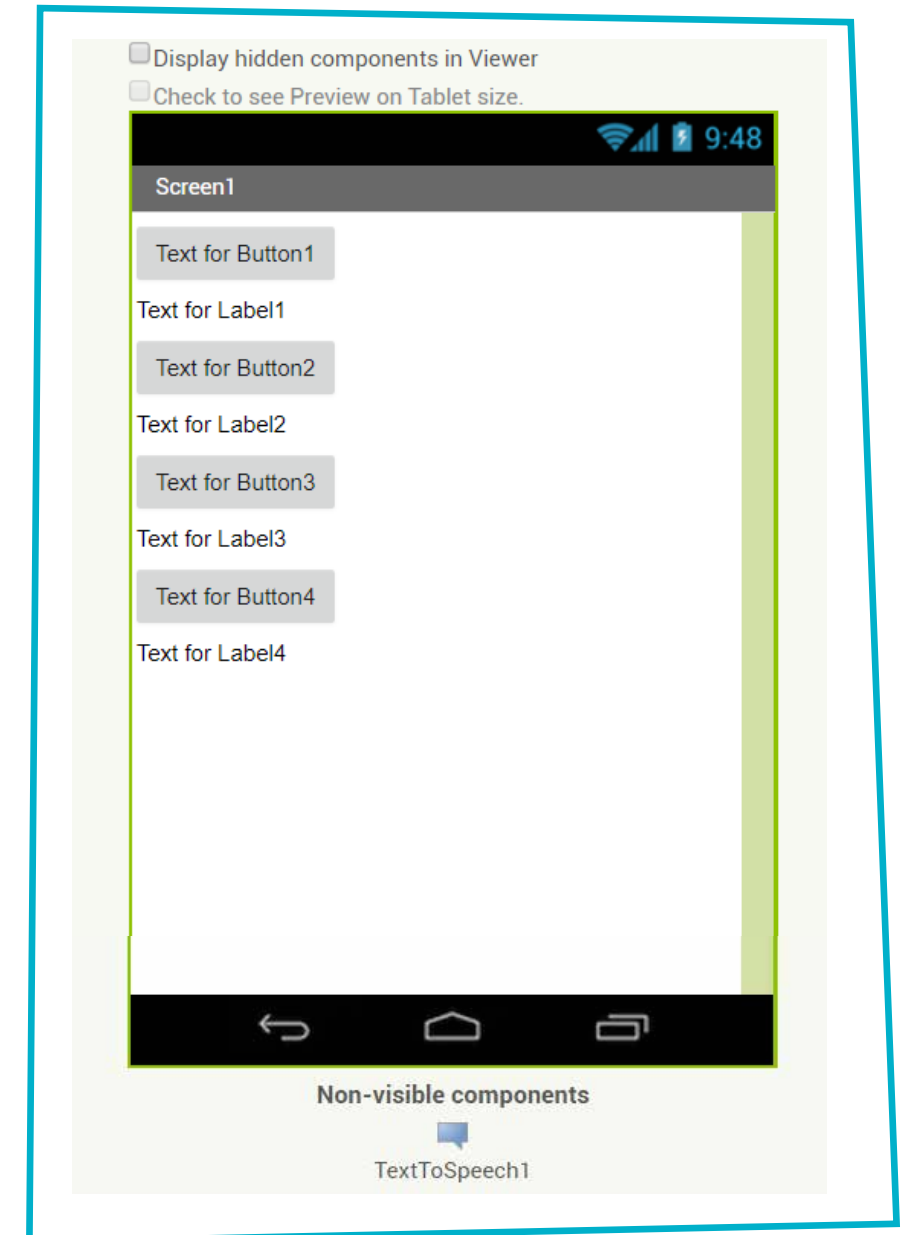 Display hidden components in Viewer
Check to see Preview on Tablet size.
9:48
Screen1
Text for Button1
Text for Label1
Text for Button2
Text for Label2
Text for Button3
Text for Label3
Text for Button4
Text for Label4
Non-visible components
TextToSpeech1